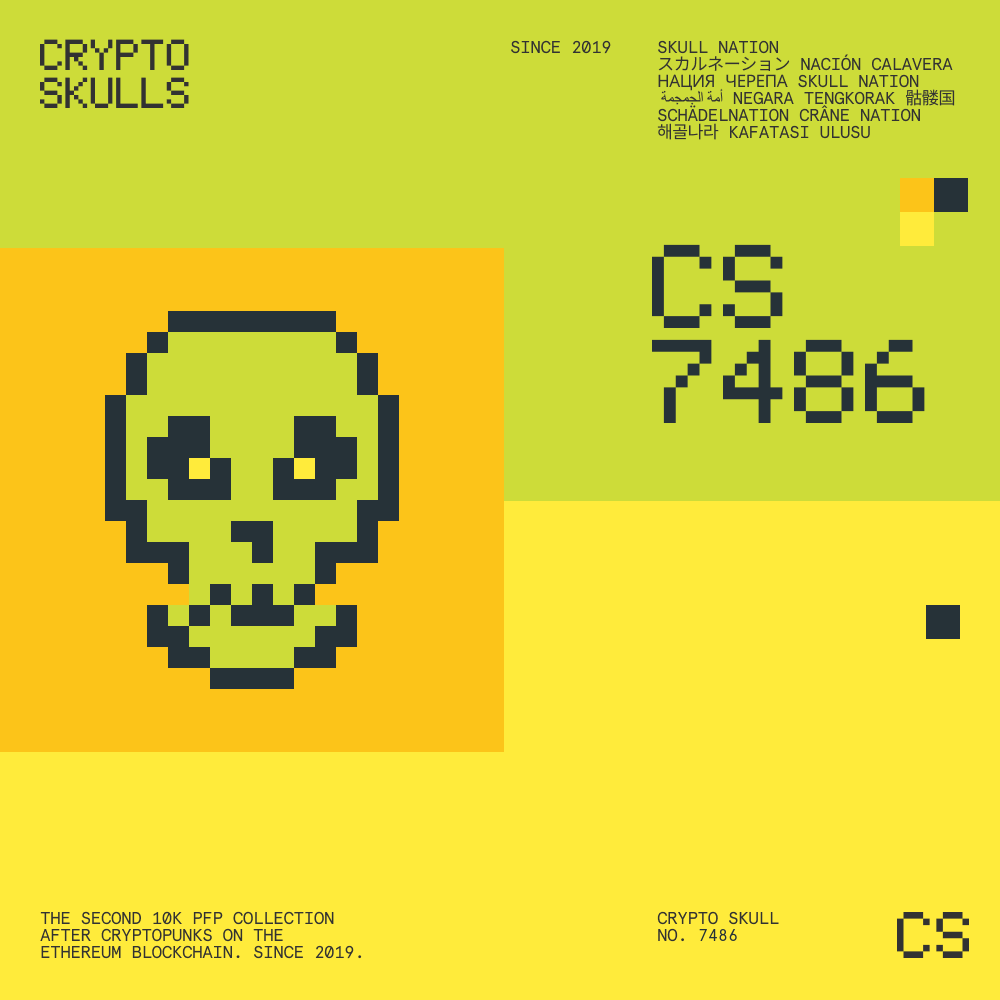 CRYPTO
SKULLS
SINCE 2019
SKULL NATION
スカルネーション NACIÓN CALAVERA
НАЦИЯ ЧЕРЕПА SKULL NATION
أمة الجمجمة NEGARA TENGKORAK 骷髅国
SCHÄDELNATION CRÂNE NATION
해골나라 KAFATASI ULUSU
CS
7486
THE SECOND 10K PFP COLLECTION
AFTER CRYPTOPUNKS ON THE
ETHEREUM BLOCKCHAIN. SINCE 2019.
CRYPTO SKULL
NO. 7486
CS